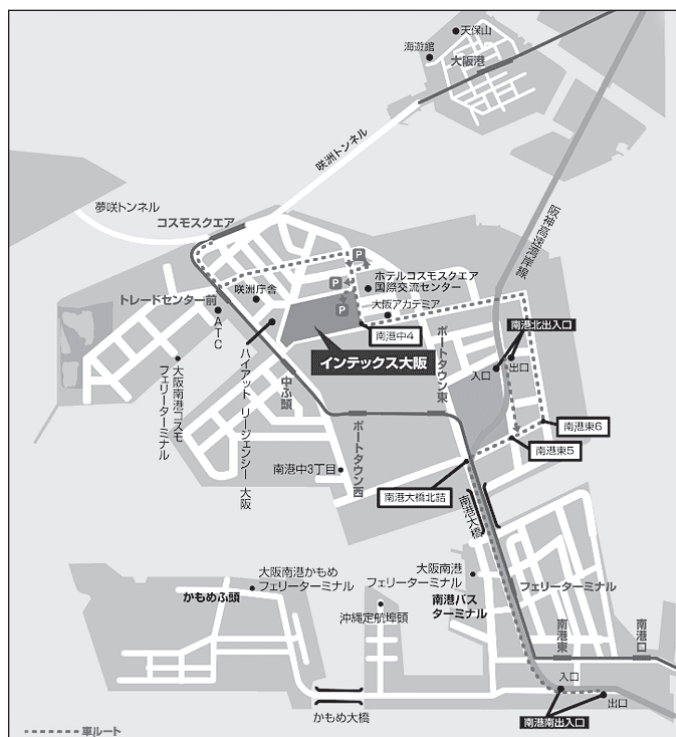 天保山
海遊館
大阪港
咲洲トンネル
阪神高速湾岸線
夢咲トンネル
コスモスクエア
P
P
P
ホテルコスモスクエア
国際交流センター
咲洲庁舎
大阪アカデミア
トレードセンター前
ATC
南港中4
南港北出入口
インテックス大阪
ポートタウン東
入口
出口
大阪南港コスモ
フェリーターミナル
ハイアット リージェンシー 大阪
中ふ頭
ポートタウン西
南港東6
南港東5
南港中3丁目
南港大橋北詰
南港大橋
大阪南港かもめ
フェリーターミナル
かもめふ頭
大阪南港
フェリーターミナル
フェリーターミナル
南港バス
ターミナル
沖縄定航埠頭
南港東
南港口
入口
出口
南港南出入口
かもめ大橋
車ルート